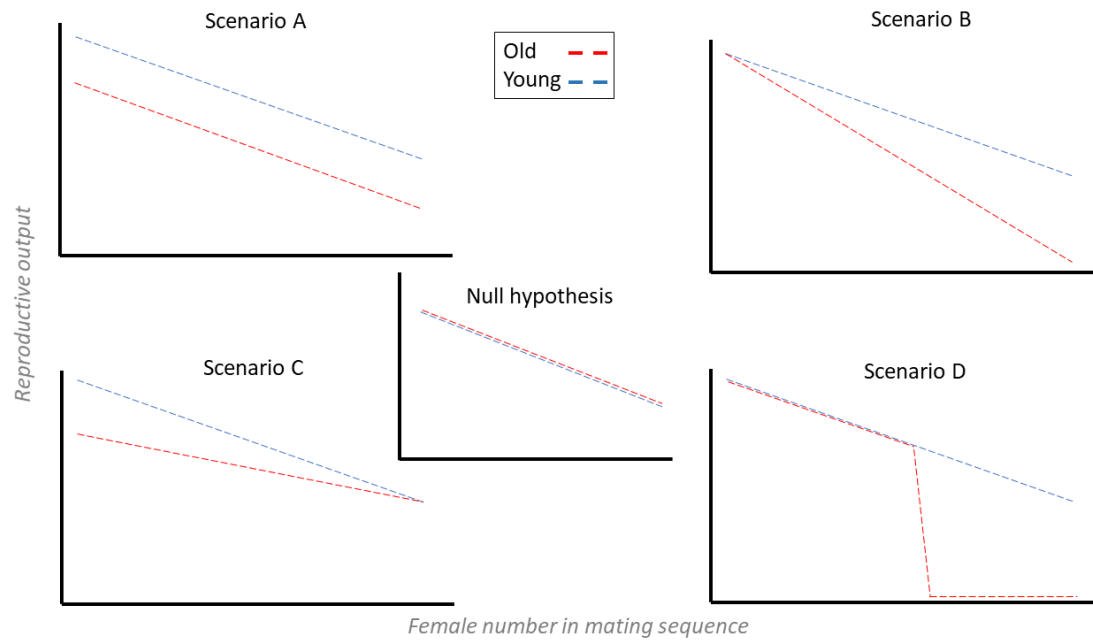 Scenario A
Scenario B
Old
Young
Null hypothesis
Scenario C
Scenario D
Reproductive output
Female number in mating sequence